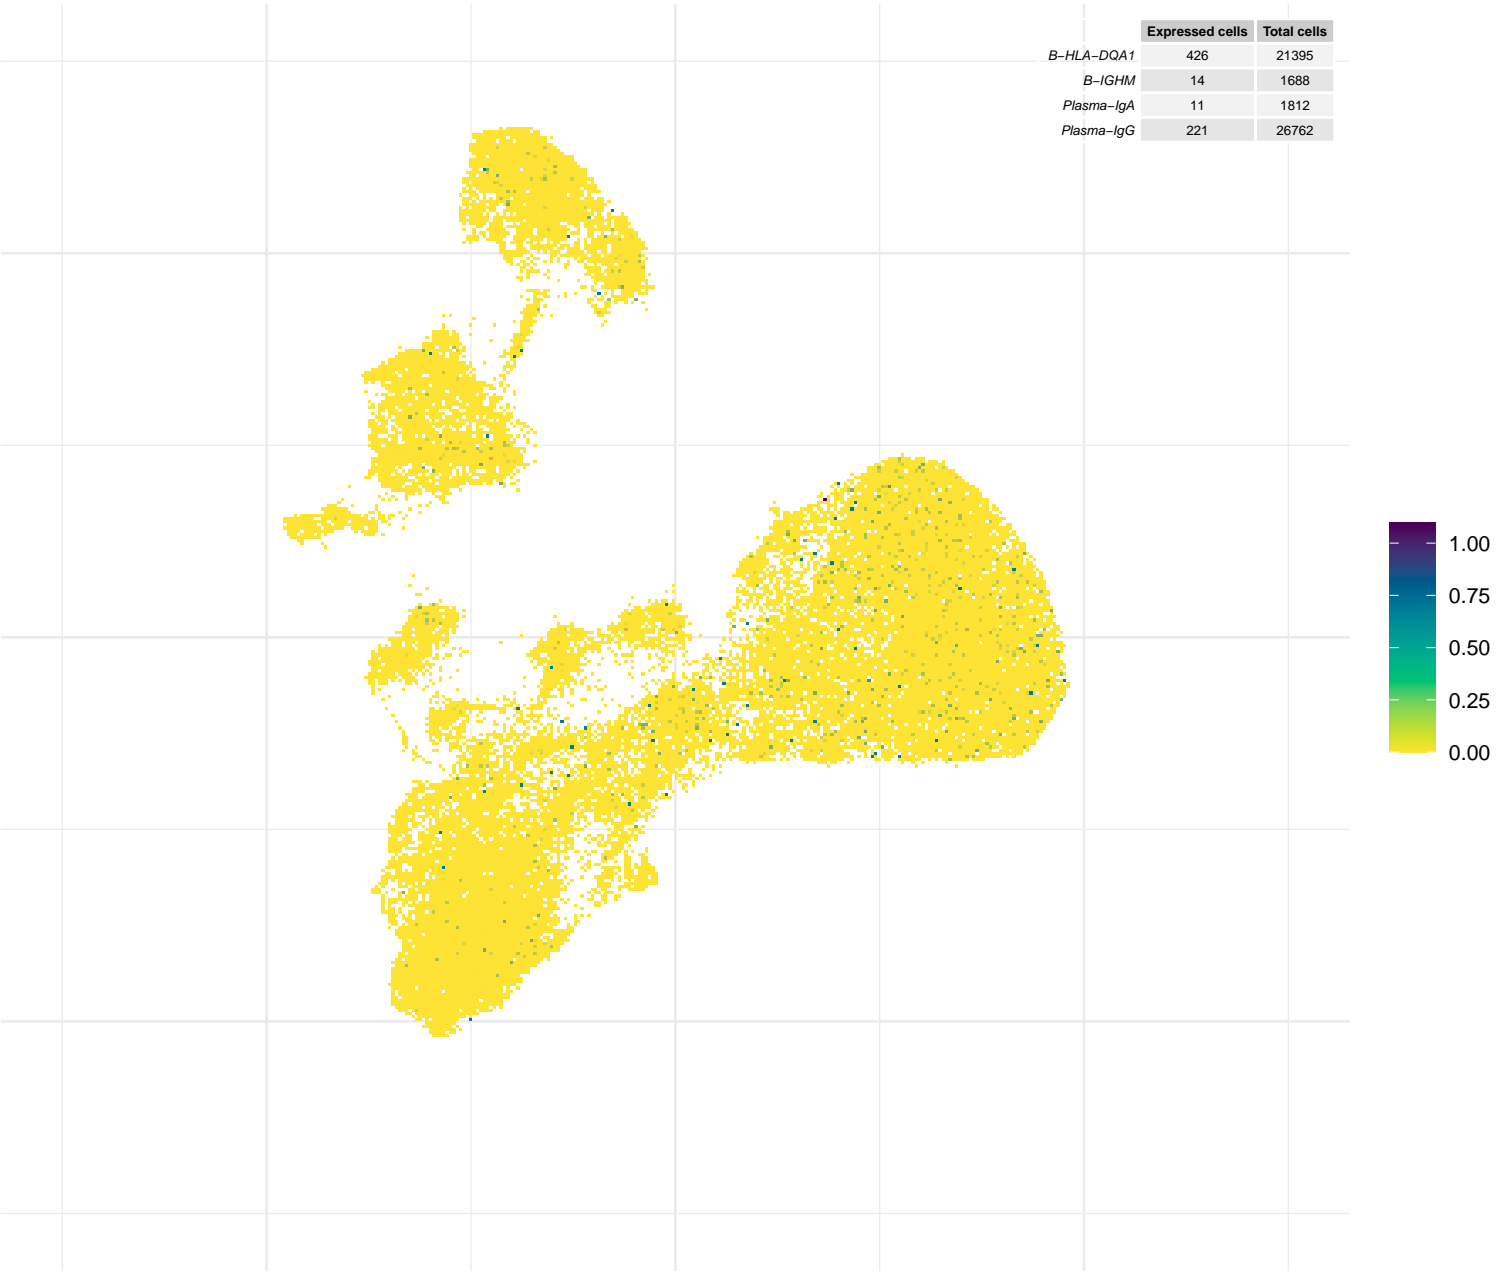 Expressed cells Total cells
B−HLA−DQA1 426 21395
B−IGHM 14 1688
Plasma−IgA 11 1812
Plasma−IgG 221 26762
1.00
0.75
0.50
0.25
0.00